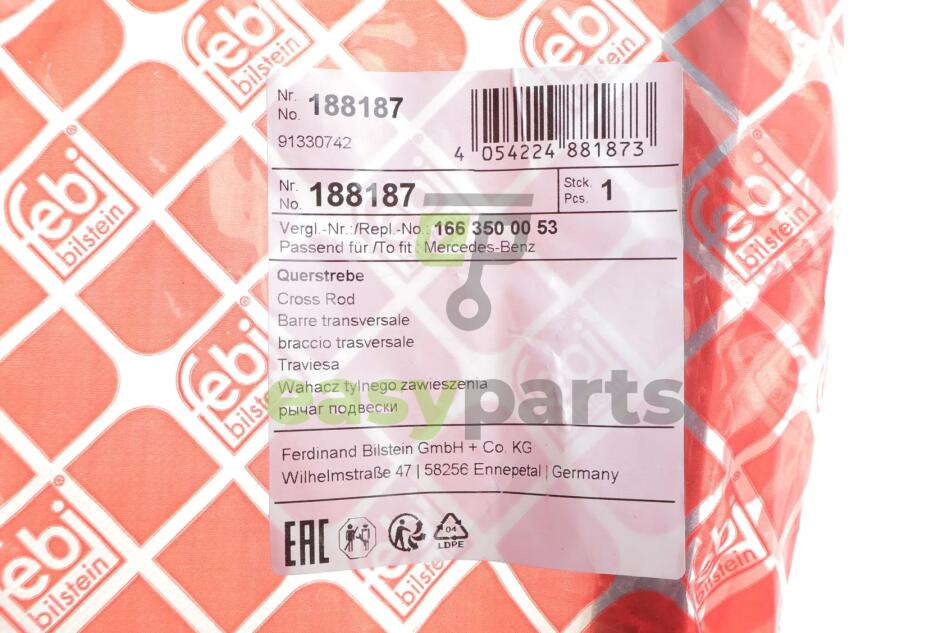 febi
bilstein
febi
bilstein
febi
bilstein
febi
bilstein
febi
bilstein
febi
bilstein
Nr.
No. 188187
91330742
4 054224 881873
Nr.
No. 188187
Stck.
Pcs. 1
Vergl.-Nr.:/Repl.-No.: 166 350 00 53
Passend für /To fit : Mercedes-Benz
Querstrebe
Cross Rod
Barre transversale
braccio trasversale
Traviesa
Wahacz tylnego zawieszenia
рычаг подвески
easyparts
Ferdinand Bilstein GmbH + Co. KG
Wilhelmstraße 47 | 58256 Ennepetal | Germany
EAC
04
LDPE